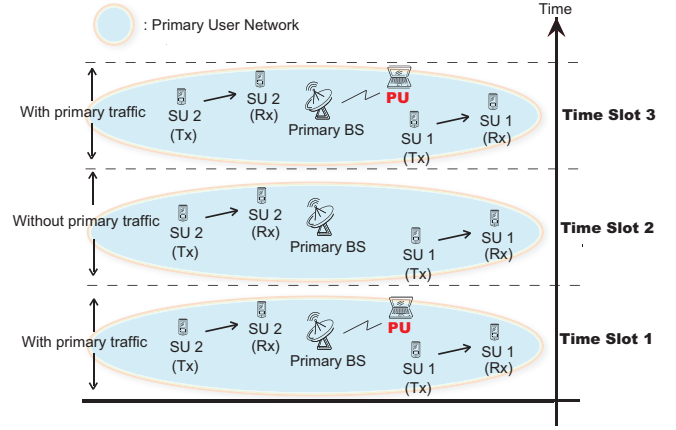 Time
: Primary User Network
With primary traffic
SU 2
(Tx)
SU 2
(Rx)
Primary BS
PU
SU 1
(Tx)
SU 1
(Rx)
Time Slot 3
Without primary traffic
SU 2
(Tx)
SU 2
(Rx)
Primary BS
SU 1
(Tx)
SU 1
(Rx)
Time Slot 2
With primary traffic
SU 2
(Tx)
SU 2
(Rx)
Primary BS
PU
SU 1
(Tx)
SU 1
(Rx)
Time Slot 1